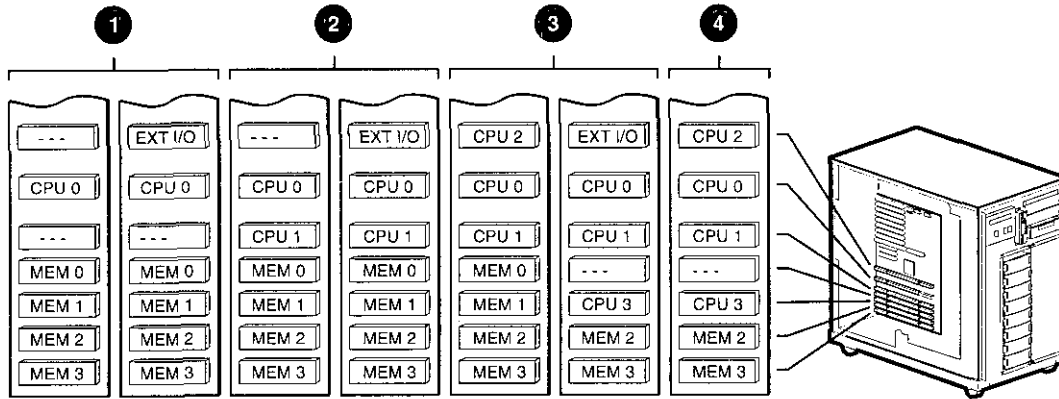 1 2 3 4
--- EXT I/O --- EXT I/O CPU 2 EXT I/O CPU 2
CPU 0 CPU 0 CPU 0 CPU 0 CPU 0 CPU 0 CPU 0
--- --- CPU 1 CPU 1 CPU 1 CPU 1 CPU 1
MEM 0 MEM 0 MEM 0 MEM 0 MEM 0 --- ---
MEM 1 MEM 1 MEM 1 MEM 1 MEM 1 CPU 3 CPU 3
MEM 2 MEM 2 MEM 2 MEM 2 MEM 2 MEM 2 MEM 2
MEM 3 MEM 3 MEM 3 MEM 3 MEM 3 MEM 3 MEM 3